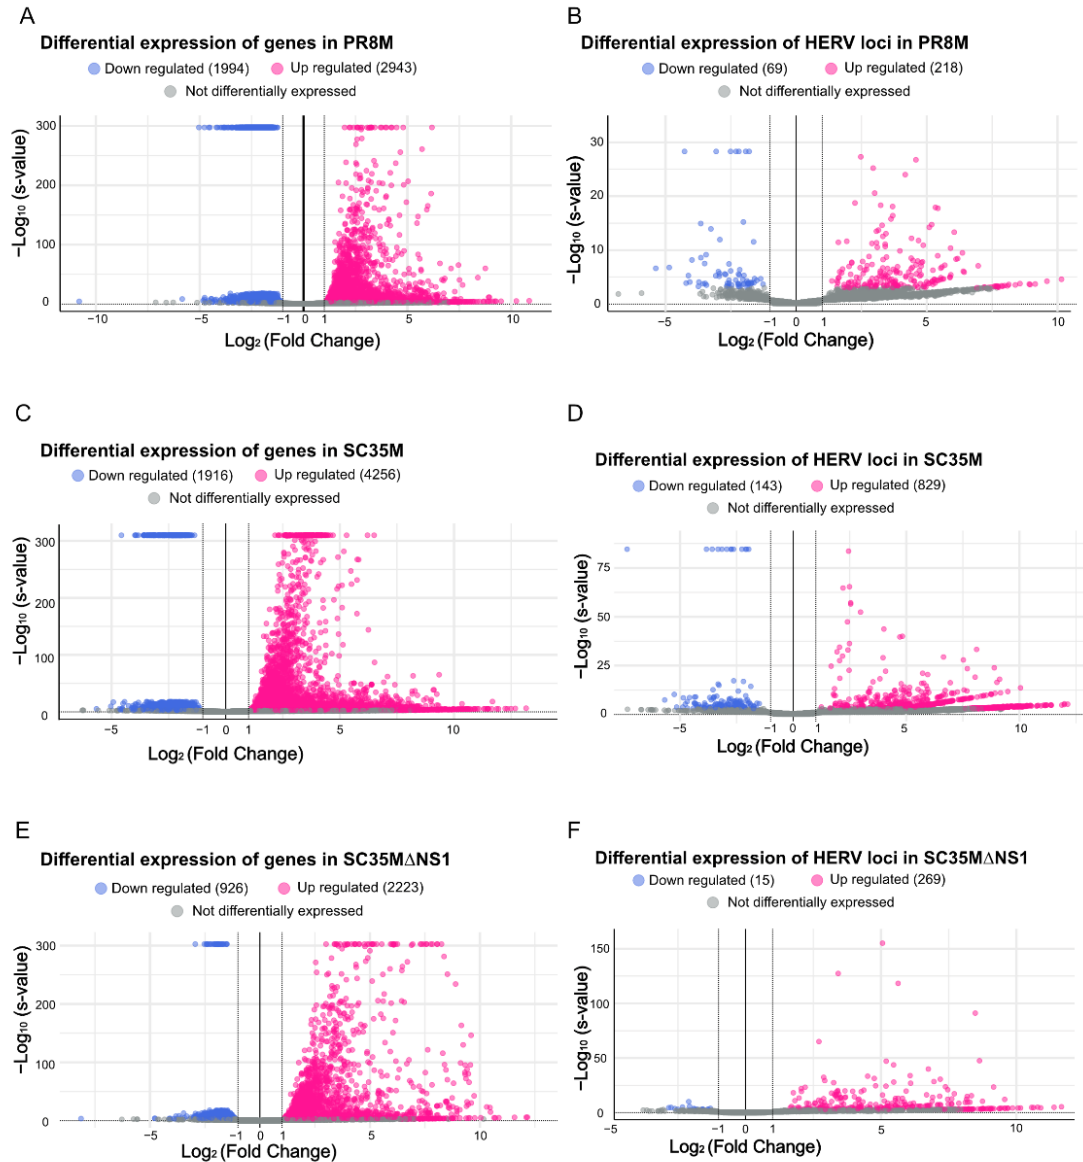 A
Differential expression of genes in PR8M
Down regulated (1994) Up regulated (2943)
Not differentially expressed
−Log₁₀ (s-value)
300
200
100
0
−10 −5 −1 0 1 5 10
Log₂ (Fold Change)
B
Differential expression of HERV loci in PR8M
Down regulated (69) Up regulated (218)
Not differentially expressed
−Log₁₀ (s-value)
30
20
10
0
−5 −1 0 1 5 10
Log₂ (Fold Change)
C
Differential expression of genes in SC35M
Down regulated (1916) Up regulated (4256)
Not differentially expressed
−Log₁₀ (s-value)
300
200
100
0
−5 −1 0 1 5 10
Log₂ (Fold Change)
D
Differential expression of HERV loci in SC35M
Down regulated (143) Up regulated (829)
Not differentially expressed
−Log₁₀ (s-value)
75
50
25
0
−5 −1 0 1 5 10
Log₂ (Fold Change)
E
Differential expression of genes in SC35MΔNS1
Down regulated (926) Up regulated (2223)
Not differentially expressed
−Log₁₀ (s-value)
300
200
100
0
−5 −1 0 1 5 10
Log₂ (Fold Change)
F
Differential expression of HERV loci in SC35MΔNS1
Down regulated (15) Up regulated (269)
Not differentially expressed
−Log₁₀ (s-value)
150
100
50
0
−5 −1 0 1 5 10
Log₂ (Fold Change)